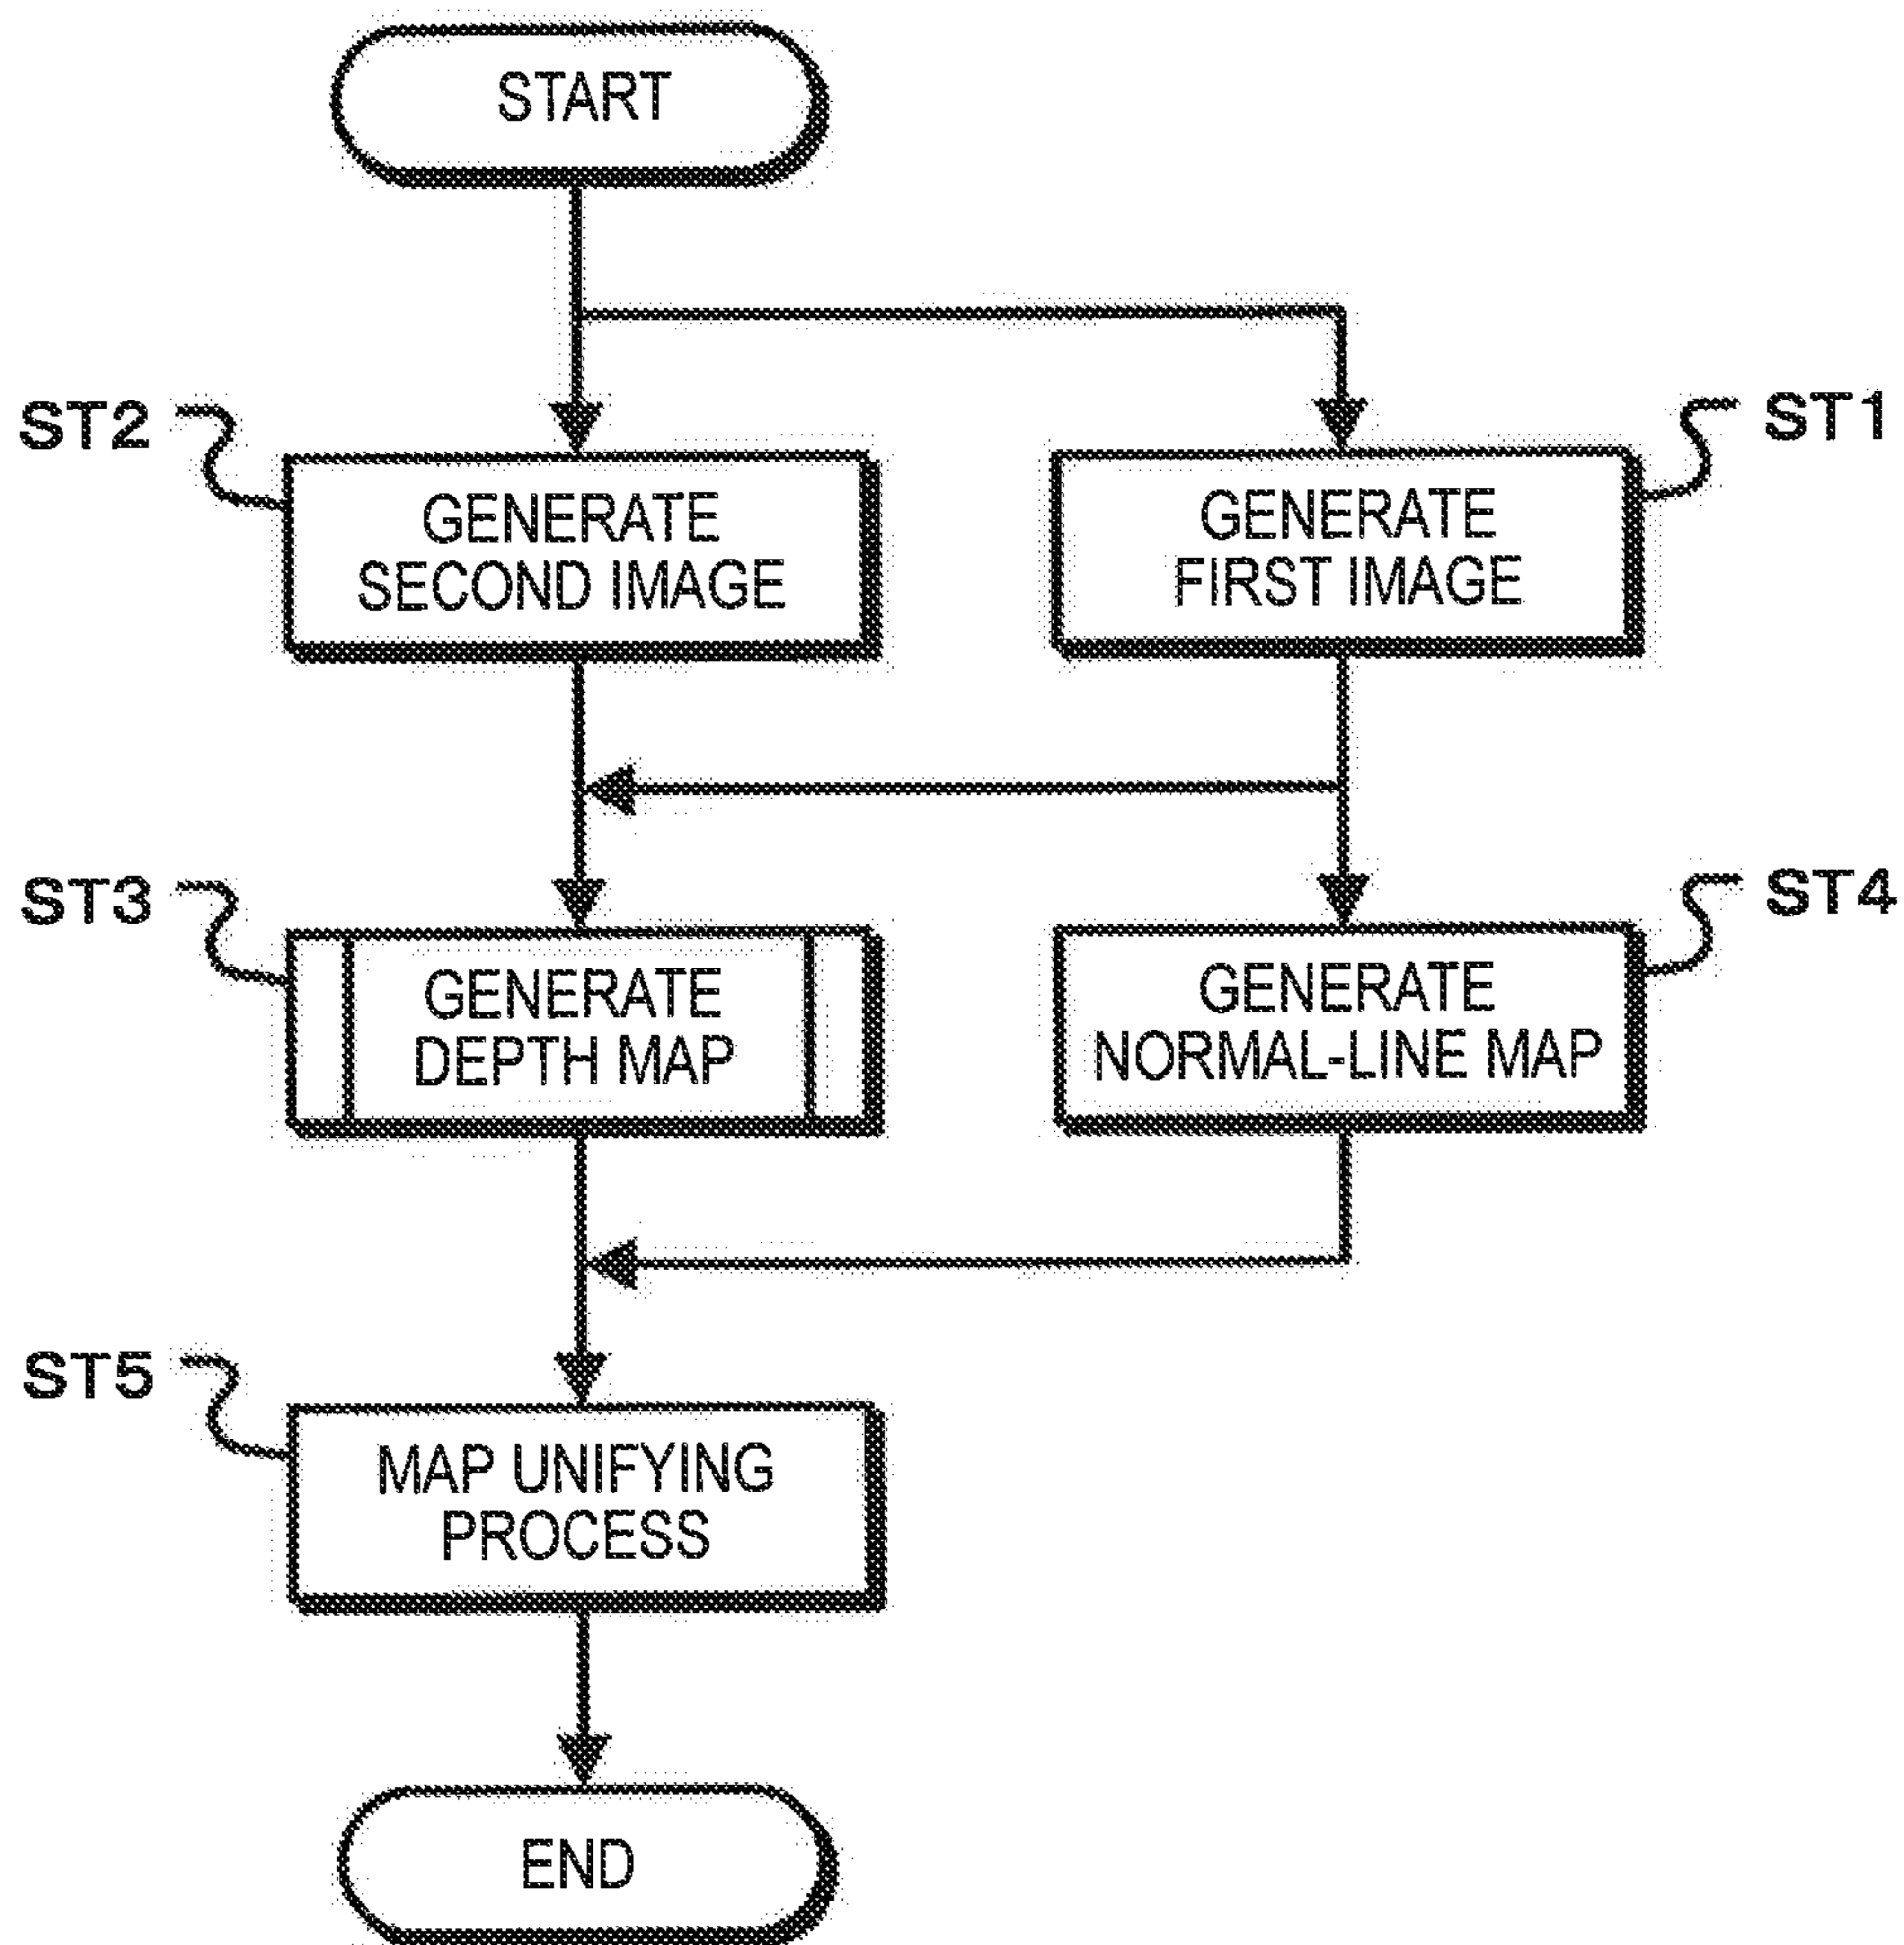 START
ST2
ST1
GENERATE
SECOND IMAGE
GENERATE
FIRST IMAGE
ST3
ST4
GENERATE
DEPTH MAP
GENERATE
NORMAL-LINE MAP
ST5
MAP UNIFYING
PROCESS
END